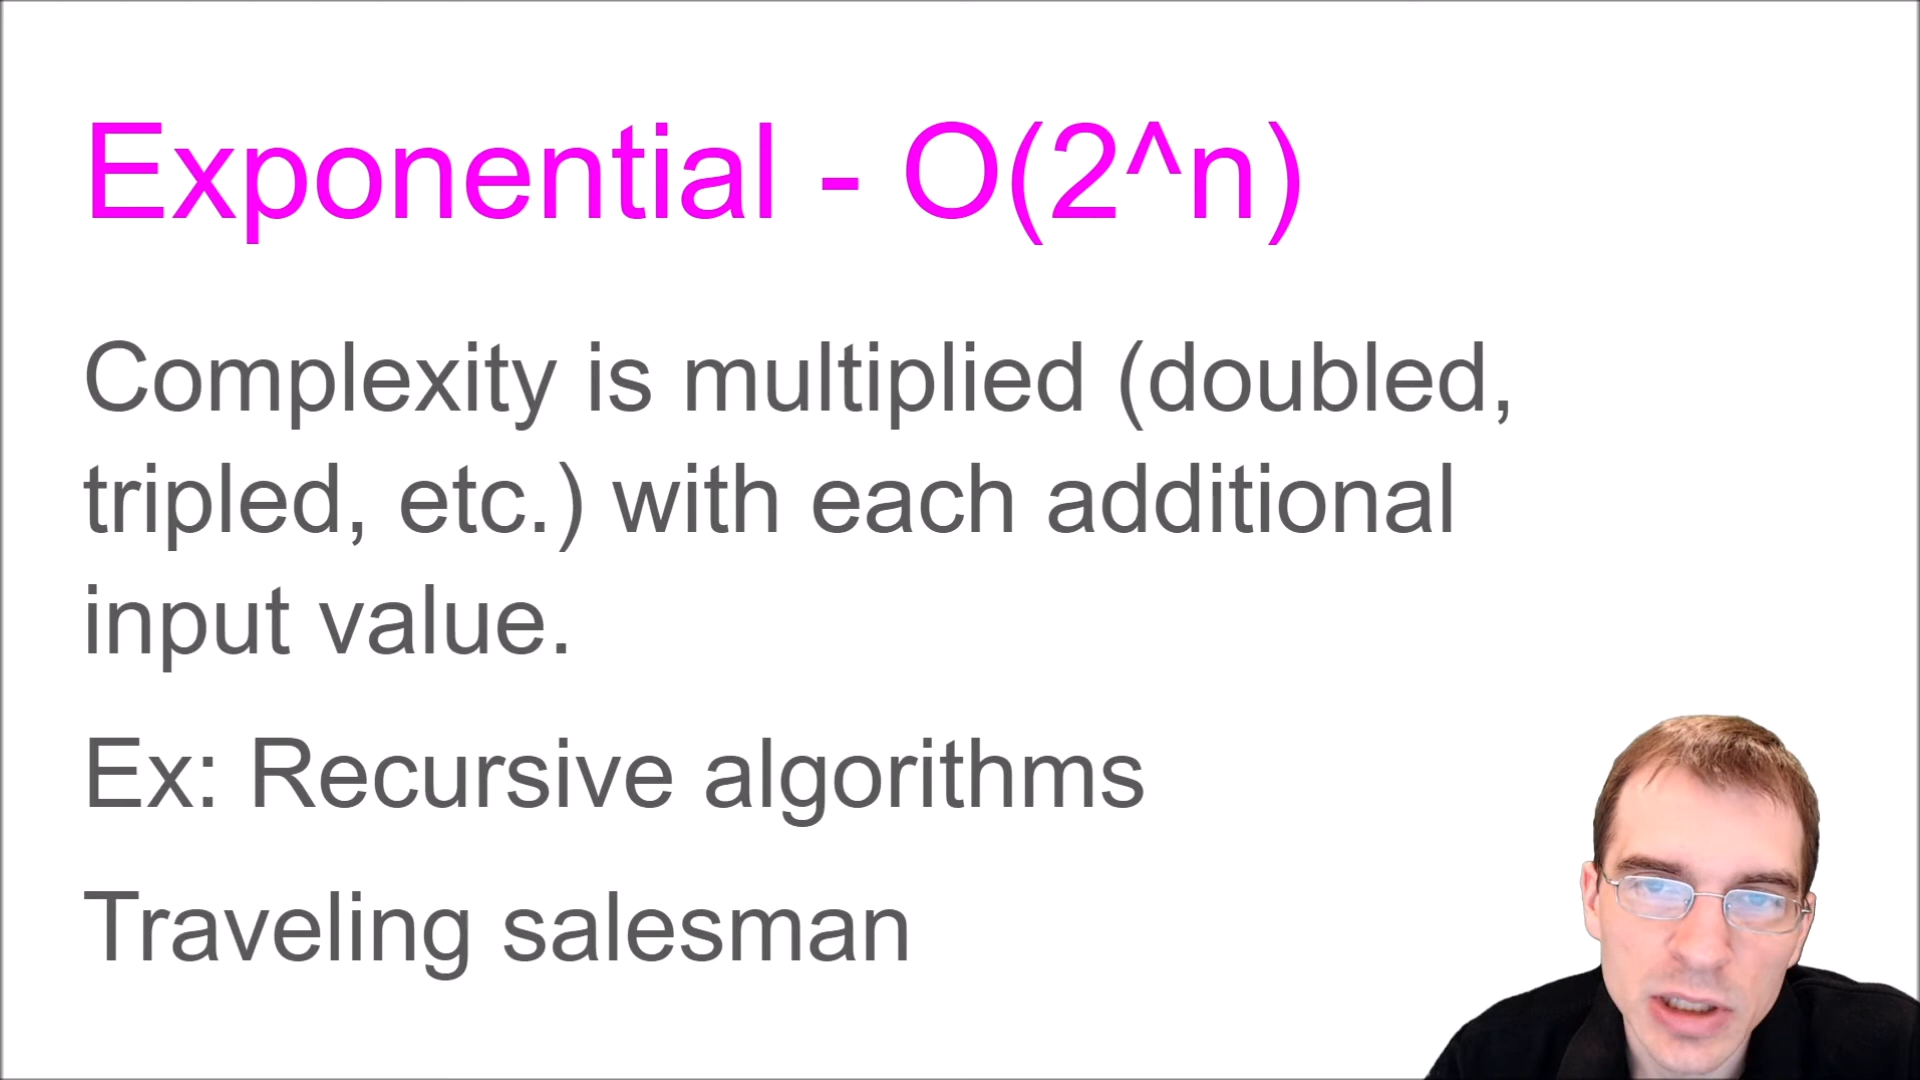 Exponential - O(2^n)
Complexity is multiplied (doubled,
tripled, etc.) with each additional
input value.
Ex: Recursive algorithms
Traveling salesman